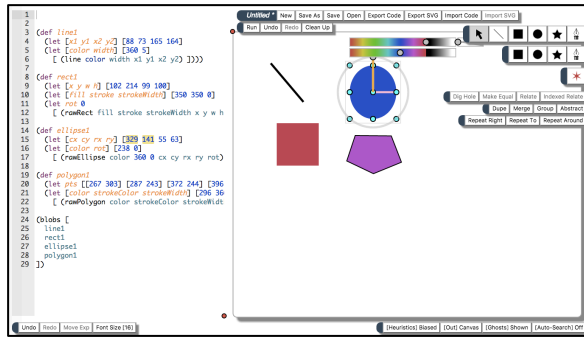 Untitled * New Save As Save Open Export Code Export SVG Import Code Import SVG
Run Undo Redo Clean Up
1
2
3 (def line1
4 (let [x1 y1 x2 y2] [88 73 165 164]
5 (let [color width] [360 5]
6 [ (line color width x1 y1 x2 y2) ])))
7
8 (def rect1
9 (let [x y w h] [102 214 99 100]
10 (let [fill stroke strokeWidth] [350 350 0]
11 (let rot 0
12 [ (rawRect fill stroke strokeWidth x y w h
13
14 (def ellipse1
15 (let [cx cy rx ry] [329 141 55 63]
16 (let [color rot] [238 0]
17 [ (rawEllipse color 360 0 cx cy rx ry rot)
18
19 (def polygon1
20 (let pts [[267 303] [287 243] [372 244] [396
21 (let [color strokeColor strokeWidth] [296 36
22 [ (rawPolygon color strokeColor strokeWidt
23
24 (blobs [
25 line1
26 rect1
27 ellipse1
28 polygon1
29 ])
Dig Hole Make Equal Relate Indexed Relate
Dupe Merge Group Abstract
Repeat Right Repeat To Repeat Around
Undo Redo Move Exp Font Size [16]
[Heuristics] Biased [Out] Canvas [Ghosts] Shown [Auto-Search] Off